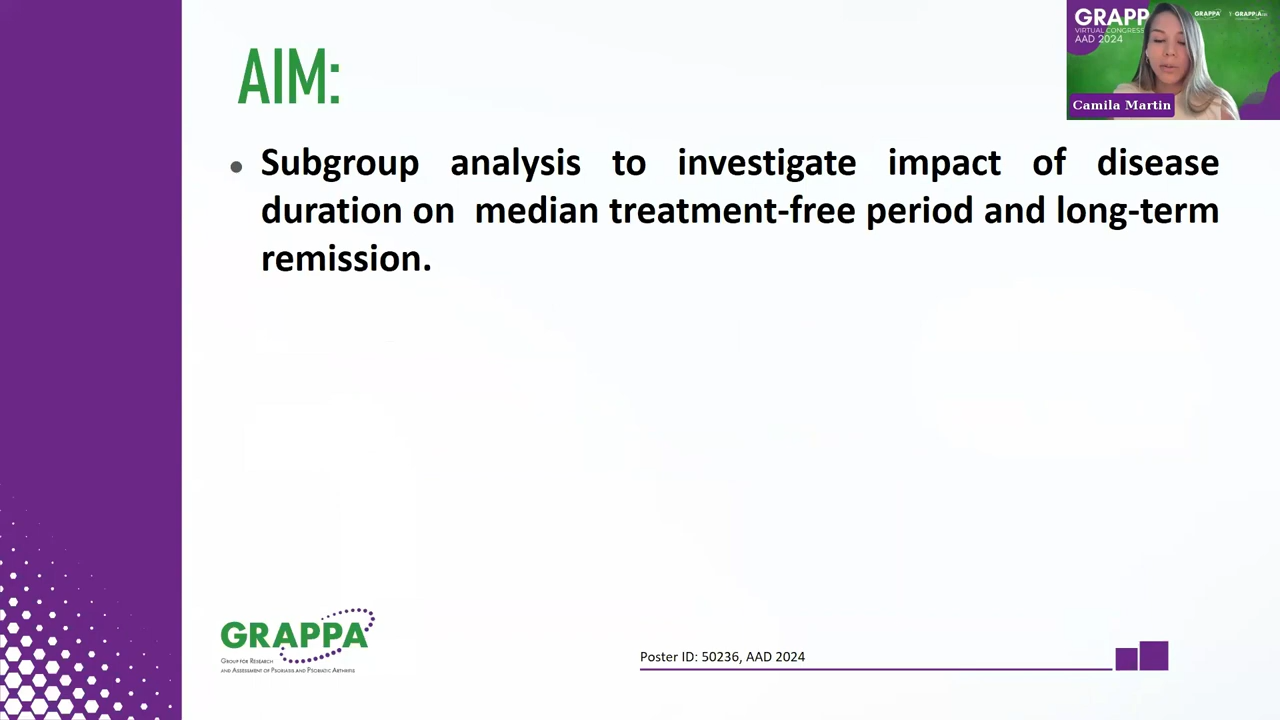 AIM:
• Subgroup analysis to investigate impact of disease
duration on median treatment-free period and long-term
remission.
GRAPP
VIRTUAL CONGRESS
AAD 2024
GRAPPA
Camila Martin
GRAPPA
GROUP FOR RESEARCH
AND ASSESSMENT OF PSORIASIS AND PSORIATIC ARTHRITIS
Poster ID: 50236, AAD 2024